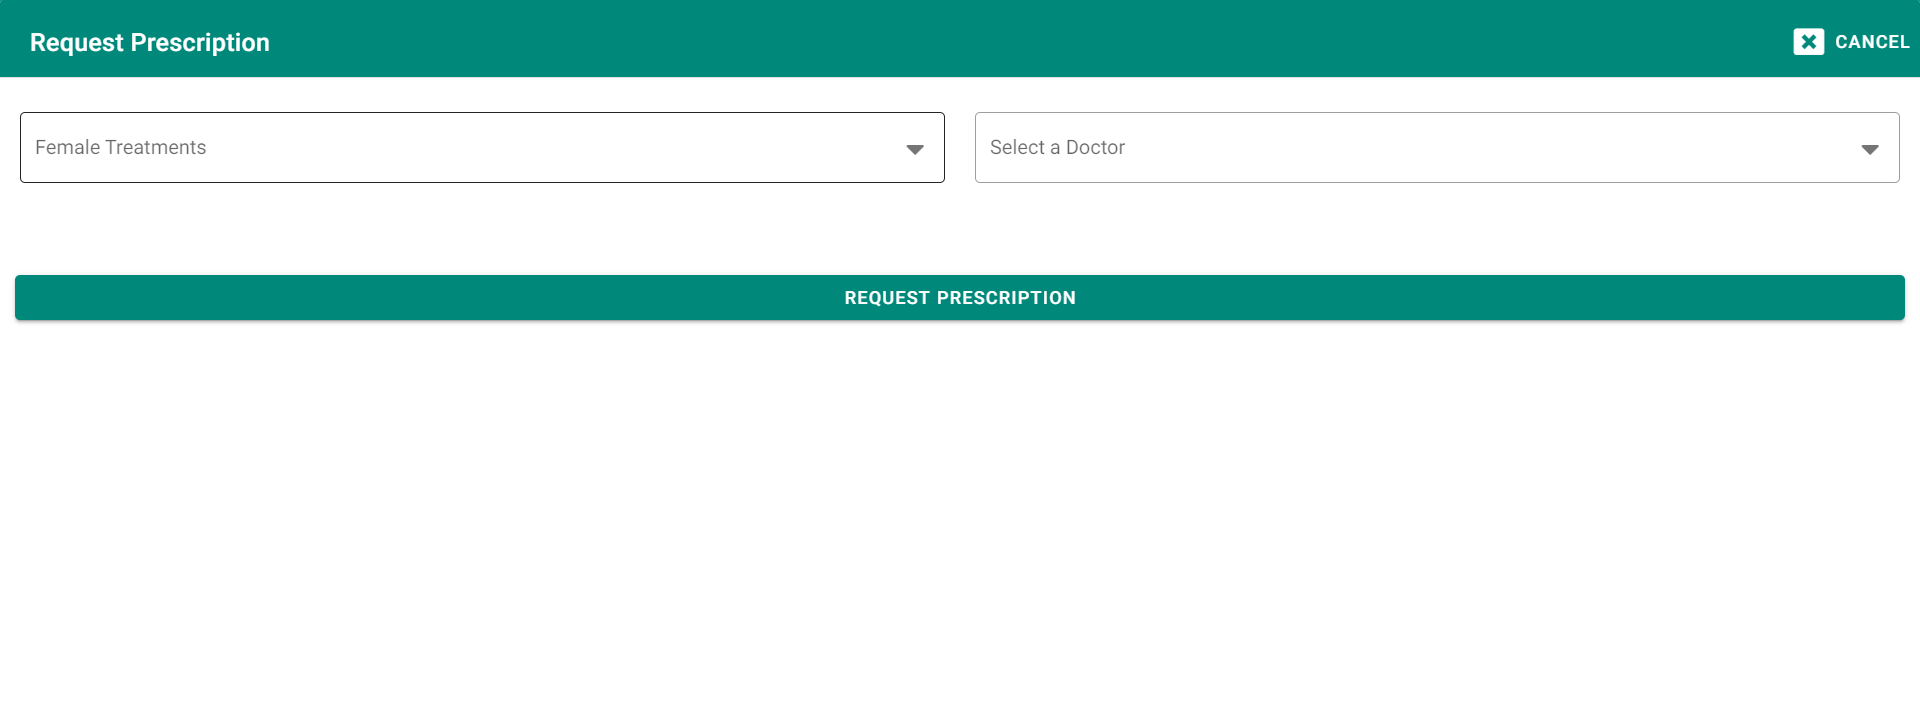 Request Prescription
CANCEL
Female Treatments
Select a Doctor
REQUEST PRESCRIPTION